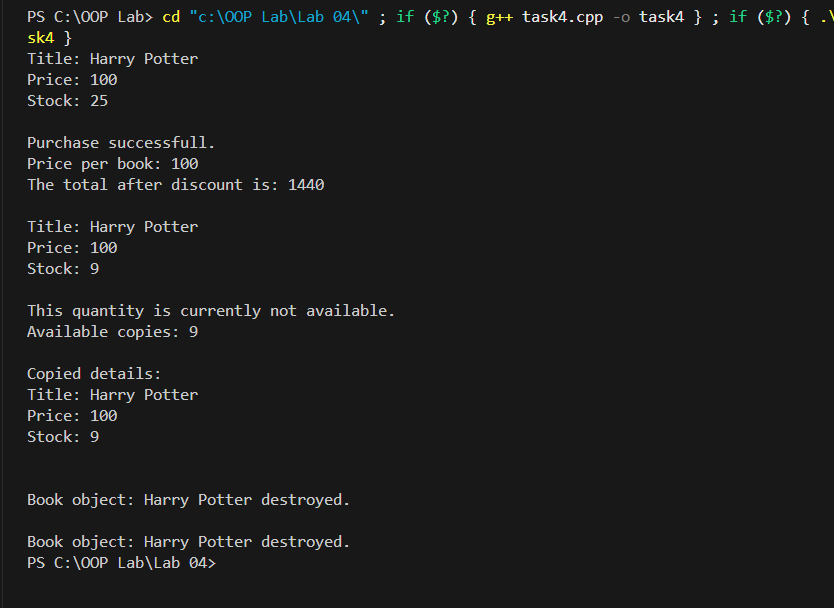 PS C:\OOP Lab> cd "c:\OOP Lab\Lab 04\" ; if ($?) { g++ task4.cpp -o task4 } ; if ($?) { .\
sk4 }
Title: Harry Potter
Price: 100
Stock: 25
Purchase successfull.
Price per book: 100
The total after discount is: 1440
Title: Harry Potter
Price: 100
Stock: 9
This quantity is currently not available.
Available copies: 9
Copied details:
Title: Harry Potter
Price: 100
Stock: 9
Book object: Harry Potter destroyed.
Book object: Harry Potter destroyed.
PS C:\OOP Lab\Lab 04>